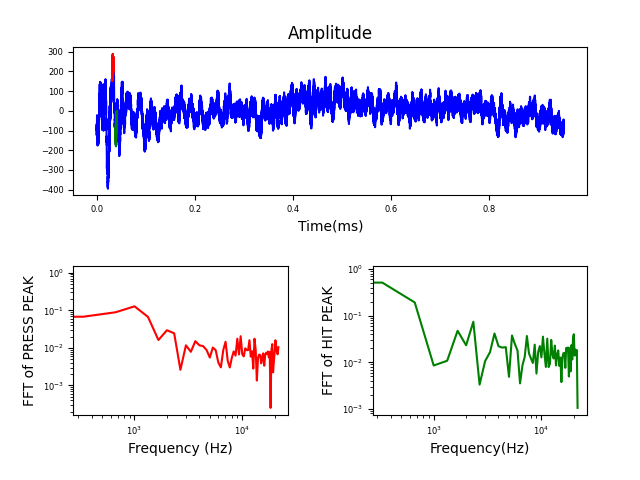 Amplitude
300
200
100
0
−100
−200
−300
−400
0.0 0.2 0.4 0.6 0.8
Time(ms)
FFT of PRESS PEAK
10⁰
10⁻¹
10⁻²
10⁻³
10³ 10⁴
Frequency (Hz)
FFT of HIT PEAK
10⁰
10⁻¹
10⁻²
10⁻³
10³ 10⁴
Frequency(Hz)